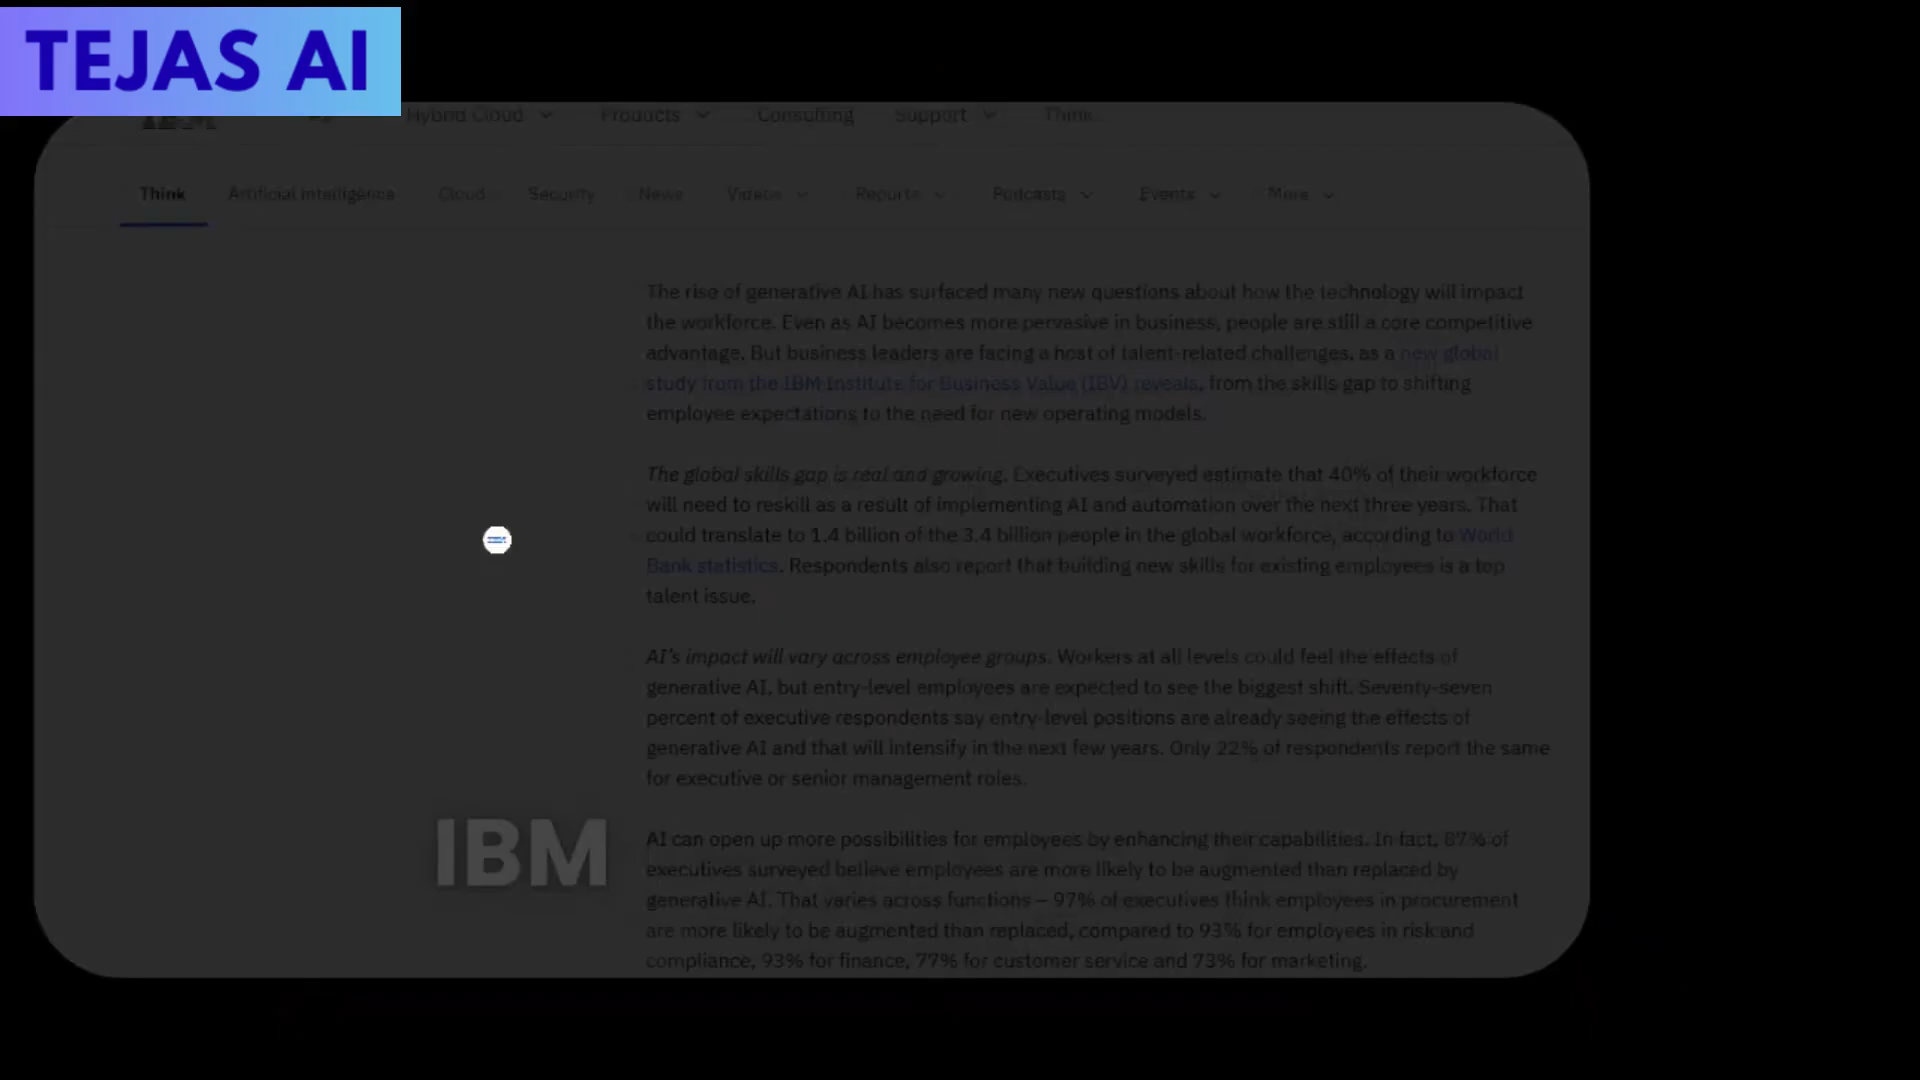 TEJAS AI
IBM
Hybrid Cloud
Products
Consulting
Support
Think
Think
Artificial Intelligence
Cloud
Security
News
Videos
Reports
Podcasts
Events
More
The rise of generative AI has surfaced many new questions about how the technology will impact
the workforce. Even as AI becomes more pervasive in business, people are still a core competitive
advantage. But business leaders are facing a host of talent-related challenges, as a new global
study from the IBM Institute for Business Value (IBV) reveals, from the skills gap to shifting
employee expectations to the need for new operating models.
The global skills gap is real and growing. Executives surveyed estimate that 40% of their workforce
will need to reskill as a result of implementing AI and automation over the next three years. That
could translate to 1.4 billion of the 3.4 billion people in the global workforce, according to World
Bank statistics. Respondents also report that building new skills for existing employees is a top
talent issue.
AI's impact will vary across employee groups. Workers at all levels could feel the effects of
generative AI, but entry-level employees are expected to see the biggest shift. Seventy-seven
percent of executive respondents say entry-level positions are already seeing the effects of
generative AI and that will intensify in the next few years. Only 22% of respondents report the same
for executive or senior management roles.
AI can open up more possibilities for employees by enhancing their capabilities. In fact, 87% of
executives surveyed believe employees are more likely to be augmented than replaced by
generative AI. That varies across functions – 97% of executives think employees in procurement
are more likely to be augmented than replaced, compared to 93% for employees in risk and
compliance, 93% for finance, 77% for customer service and 73% for marketing.
IBM